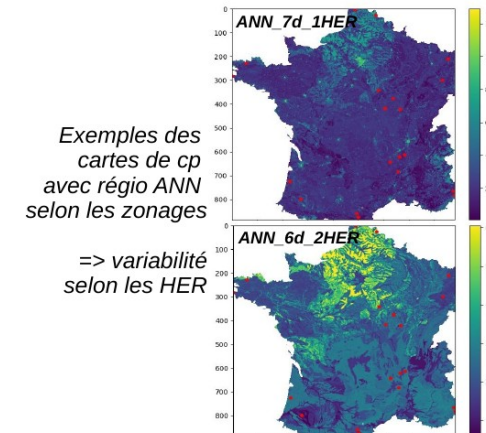 ANN_7d_1HER
0
100
200
300
400
500
600
700
800
Exemples des
cartes de cp
avec régio ANN
selon les zonages
=> variabilité
selon les HER
ANN_6d_2HER
0
100
200
300
400
500
600
700
800